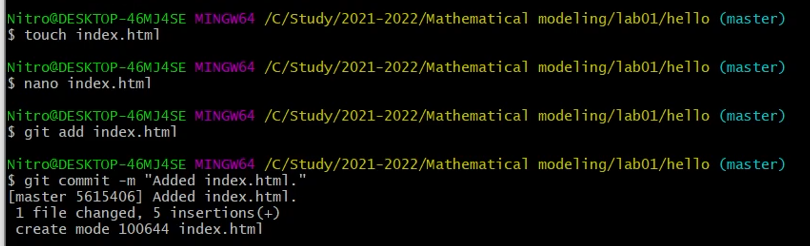 Nitro@DESKTOP-46MJ4SE MINGW64 /C/Study/2021-2022/Mathematical modeling/lab01/hello (master)
$ touch index.html
Nitro@DESKTOP-46MJ4SE MINGW64 /C/Study/2021-2022/Mathematical modeling/lab01/hello (master)
$ nano index.html
Nitro@DESKTOP-46MJ4SE MINGW64 /C/Study/2021-2022/Mathematical modeling/lab01/hello (master)
$ git add index.html
Nitro@DESKTOP-46MJ4SE MINGW64 /C/Study/2021-2022/Mathematical modeling/lab01/hello (master)
$ git commit -m "Added index.html."
[master 5615406] Added index.html.
 1 file changed, 5 insertions(+)
 create mode 100644 index.html